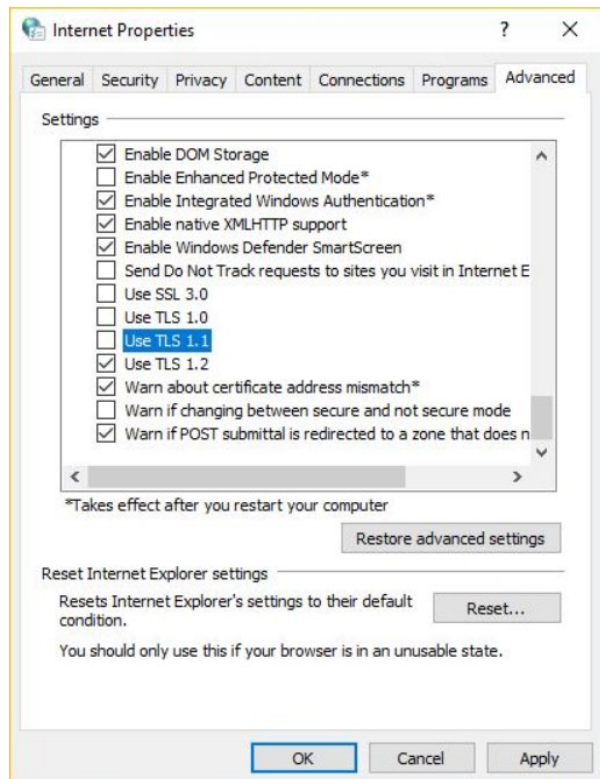 Internet Properties
General Security Privacy Content Connections Programs Advanced
Settings
Enable DOM Storage
Enable Enhanced Protected Mode*
Enable Integrated Windows Authentication*
Enable native XMLHTTP support
Enable Windows Defender SmartScreen
Send Do Not Track requests to sites you visit in Internet E
Use SSL 3.0
Use TLS 1.0
Use TLS 1.1
Use TLS 1.2
Warn about certificate address mismatch*
Warn if changing between secure and not secure mode
Warn if POST submittal is redirected to a zone that does n
*Takes effect after you restart your computer
Restore advanced settings
Reset Internet Explorer settings
Resets Internet Explorer's settings to their default
condition.
Reset...
You should only use this if your browser is in an unusable state.
OK Cancel Apply